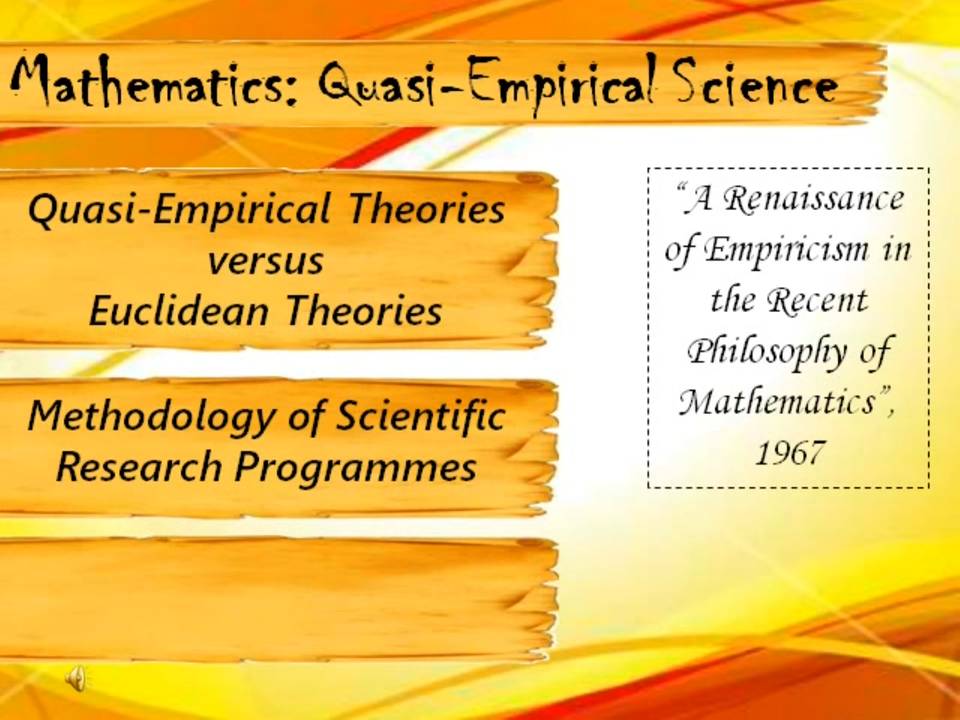 Mathematics: Quasi-Empirical Science
Quasi-Empirical Theories
versus
Euclidean Theories
Methodology of Scientific
Research Programmes
“A Renaissance
of Empiricism in
the Recent
Philosophy of
Mathematics”,
1967